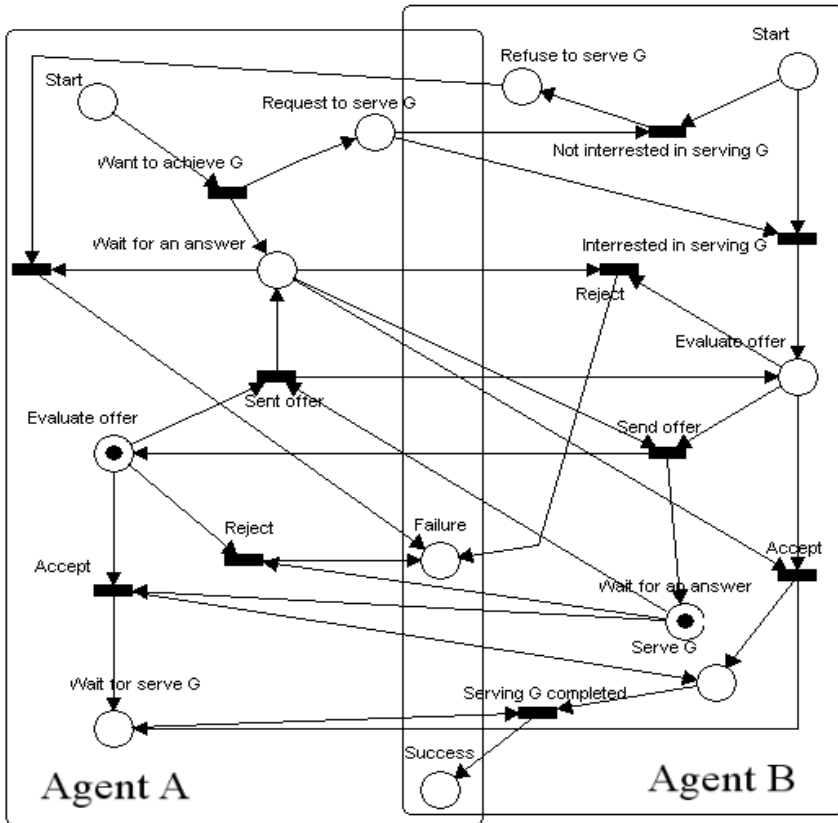 Start
Refuse to serve G
Start
Request to serve G
Want to achieve G
Not interrested in serving G
Wait for an answer
Interrested in serving G
Reject
Evaluate offer
Sent offer
Evaluate offer
Send offer
Reject
Failure
Accept
Accept
Wait for an answer
Serve G
Wait for serve G
Serving G completed
Success
Agent A
Agent B